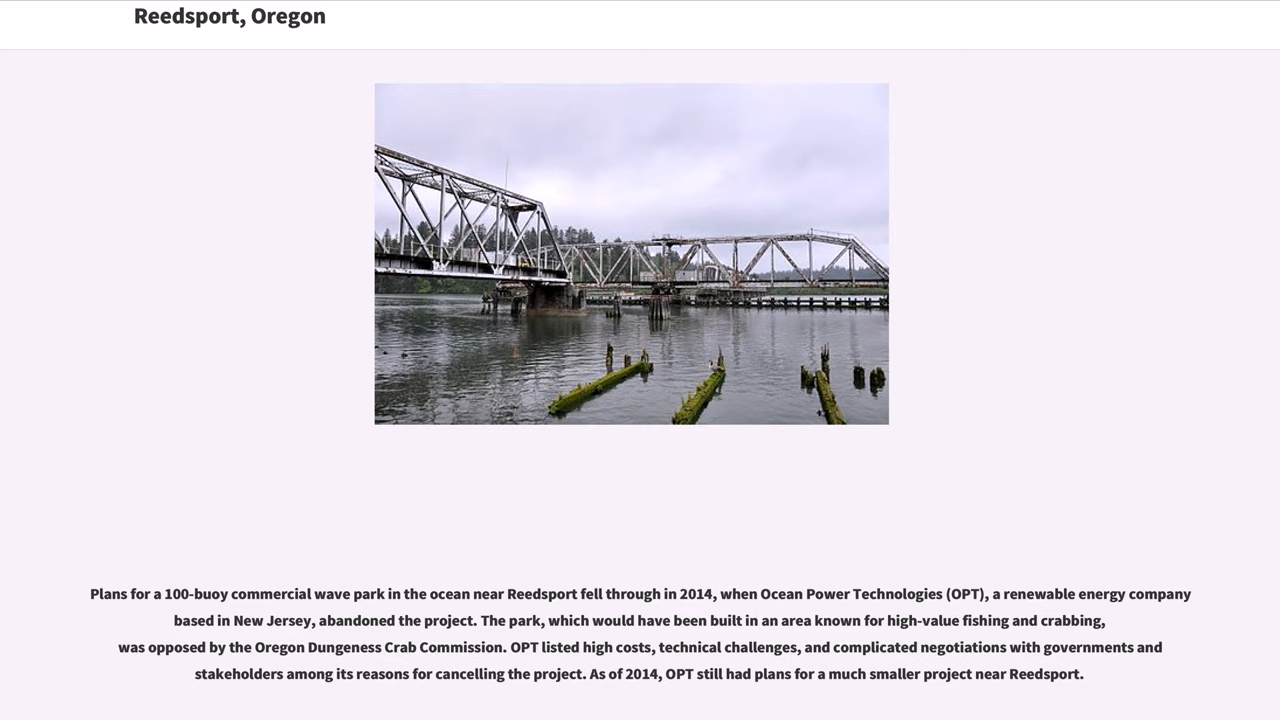 Reedsport, Oregon
Plans for a 100-buoy commercial wave park in the ocean near Reedsport fell through in 2014, when Ocean Power Technologies (OPT), a renewable energy company
based in New Jersey, abandoned the project. The park, which would have been built in an area known for high-value fishing and crabbing,
was opposed by the Oregon Dungeness Crab Commission. OPT listed high costs, technical challenges, and complicated negotiations with governments and
stakeholders among its reasons for cancelling the project. As of 2014, OPT still had plans for a much smaller project near Reedsport.